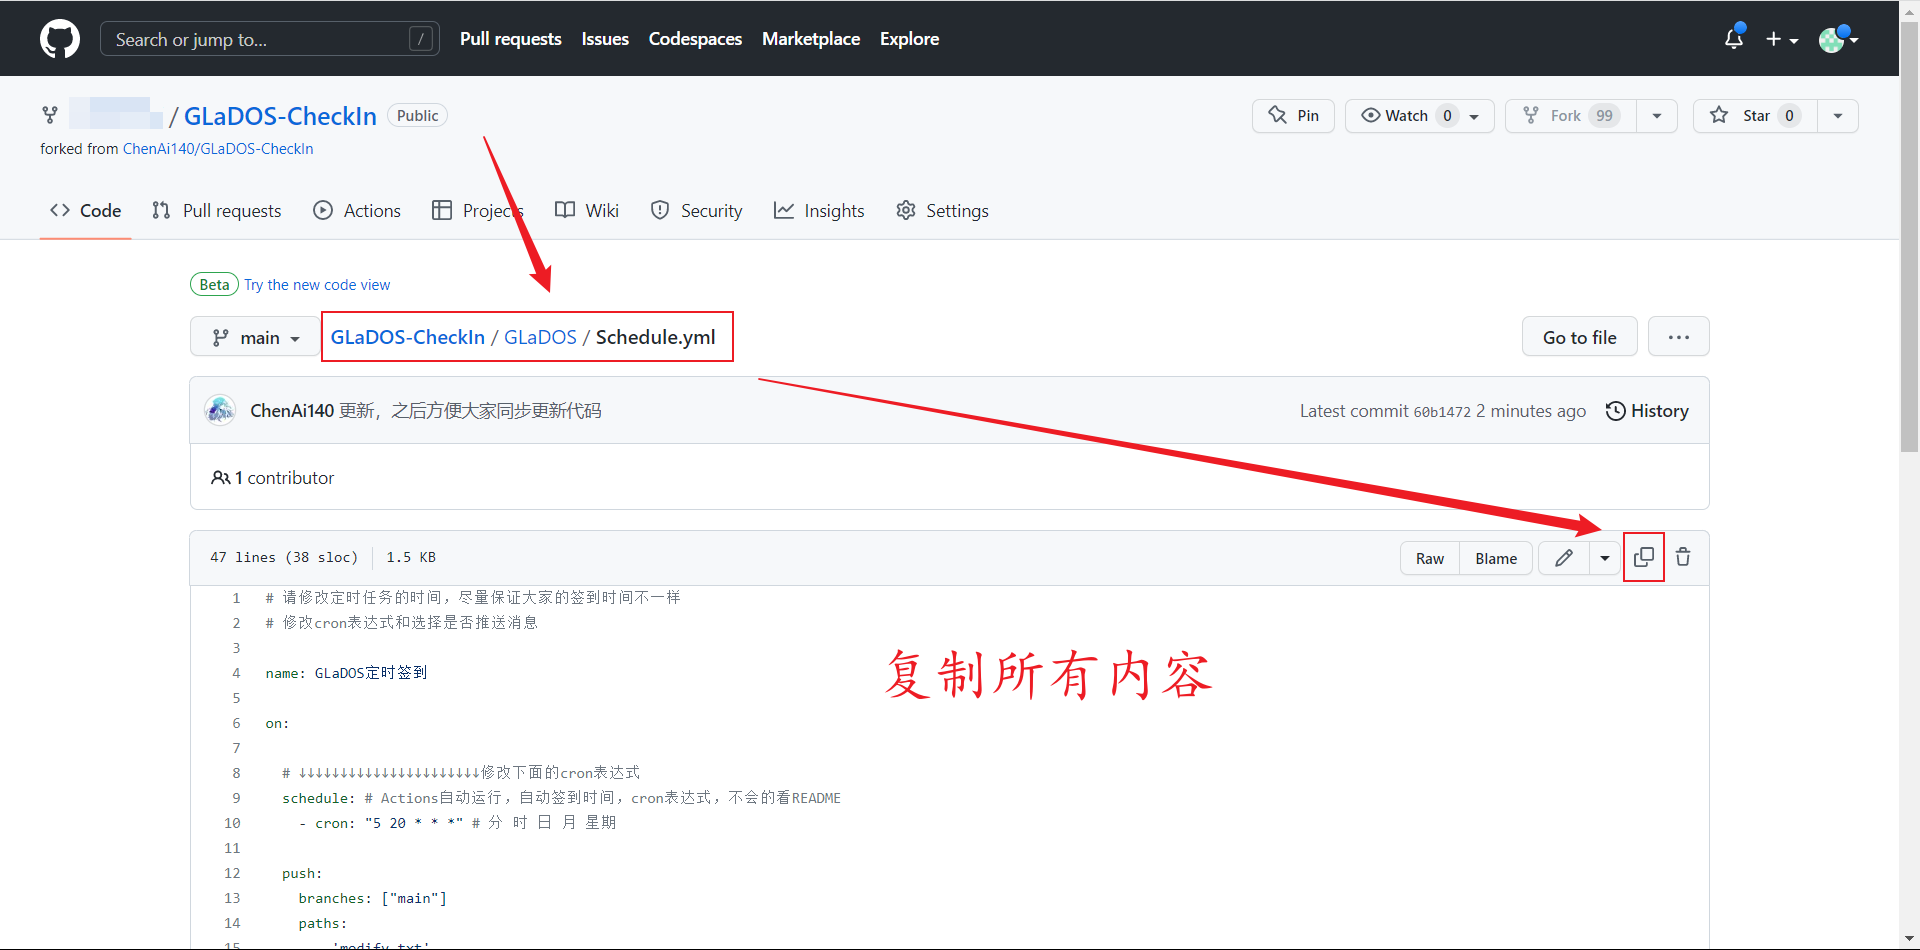 Search or jump to... /
Pull requests Issues Codespaces Marketplace Explore
/ GLaDOS-CheckIn Public
Pin Watch 0 Fork 99 Star 0
forked from ChenAi140/GLaDOS-CheckIn
Code Pull requests Actions Projects Wiki Security Insights Settings
Beta Try the new code view
main GLaDOS-CheckIn / GLaDOS / Schedule.yml Go to file ...
ChenAi140 更新，之后方便大家同步更新代码 Latest commit 60b1472 2 minutes ago History
1 contributor
47 lines (38 sloc) 1.5 KB Raw Blame
1 # 请修改定时任务的时间，尽量保证大家的签到时间不一样
2 # 修改cron表达式和选择是否推送消息
3
复制所有内容
4 name: GLaDOS定时签到
5
6 on:
7
8 # ↓↓↓↓↓↓↓↓↓↓↓↓↓↓↓↓↓↓↓↓↓↓修改下面的cron表达式
9 schedule: # Actions自动运行，自动签到时间，cron表达式，不会的看README
10 - cron: "5 20 * * *" # 分 时 日 月 星期
11
12 push:
13 branches: ["main"]
14 paths:
15 'modify.txt'